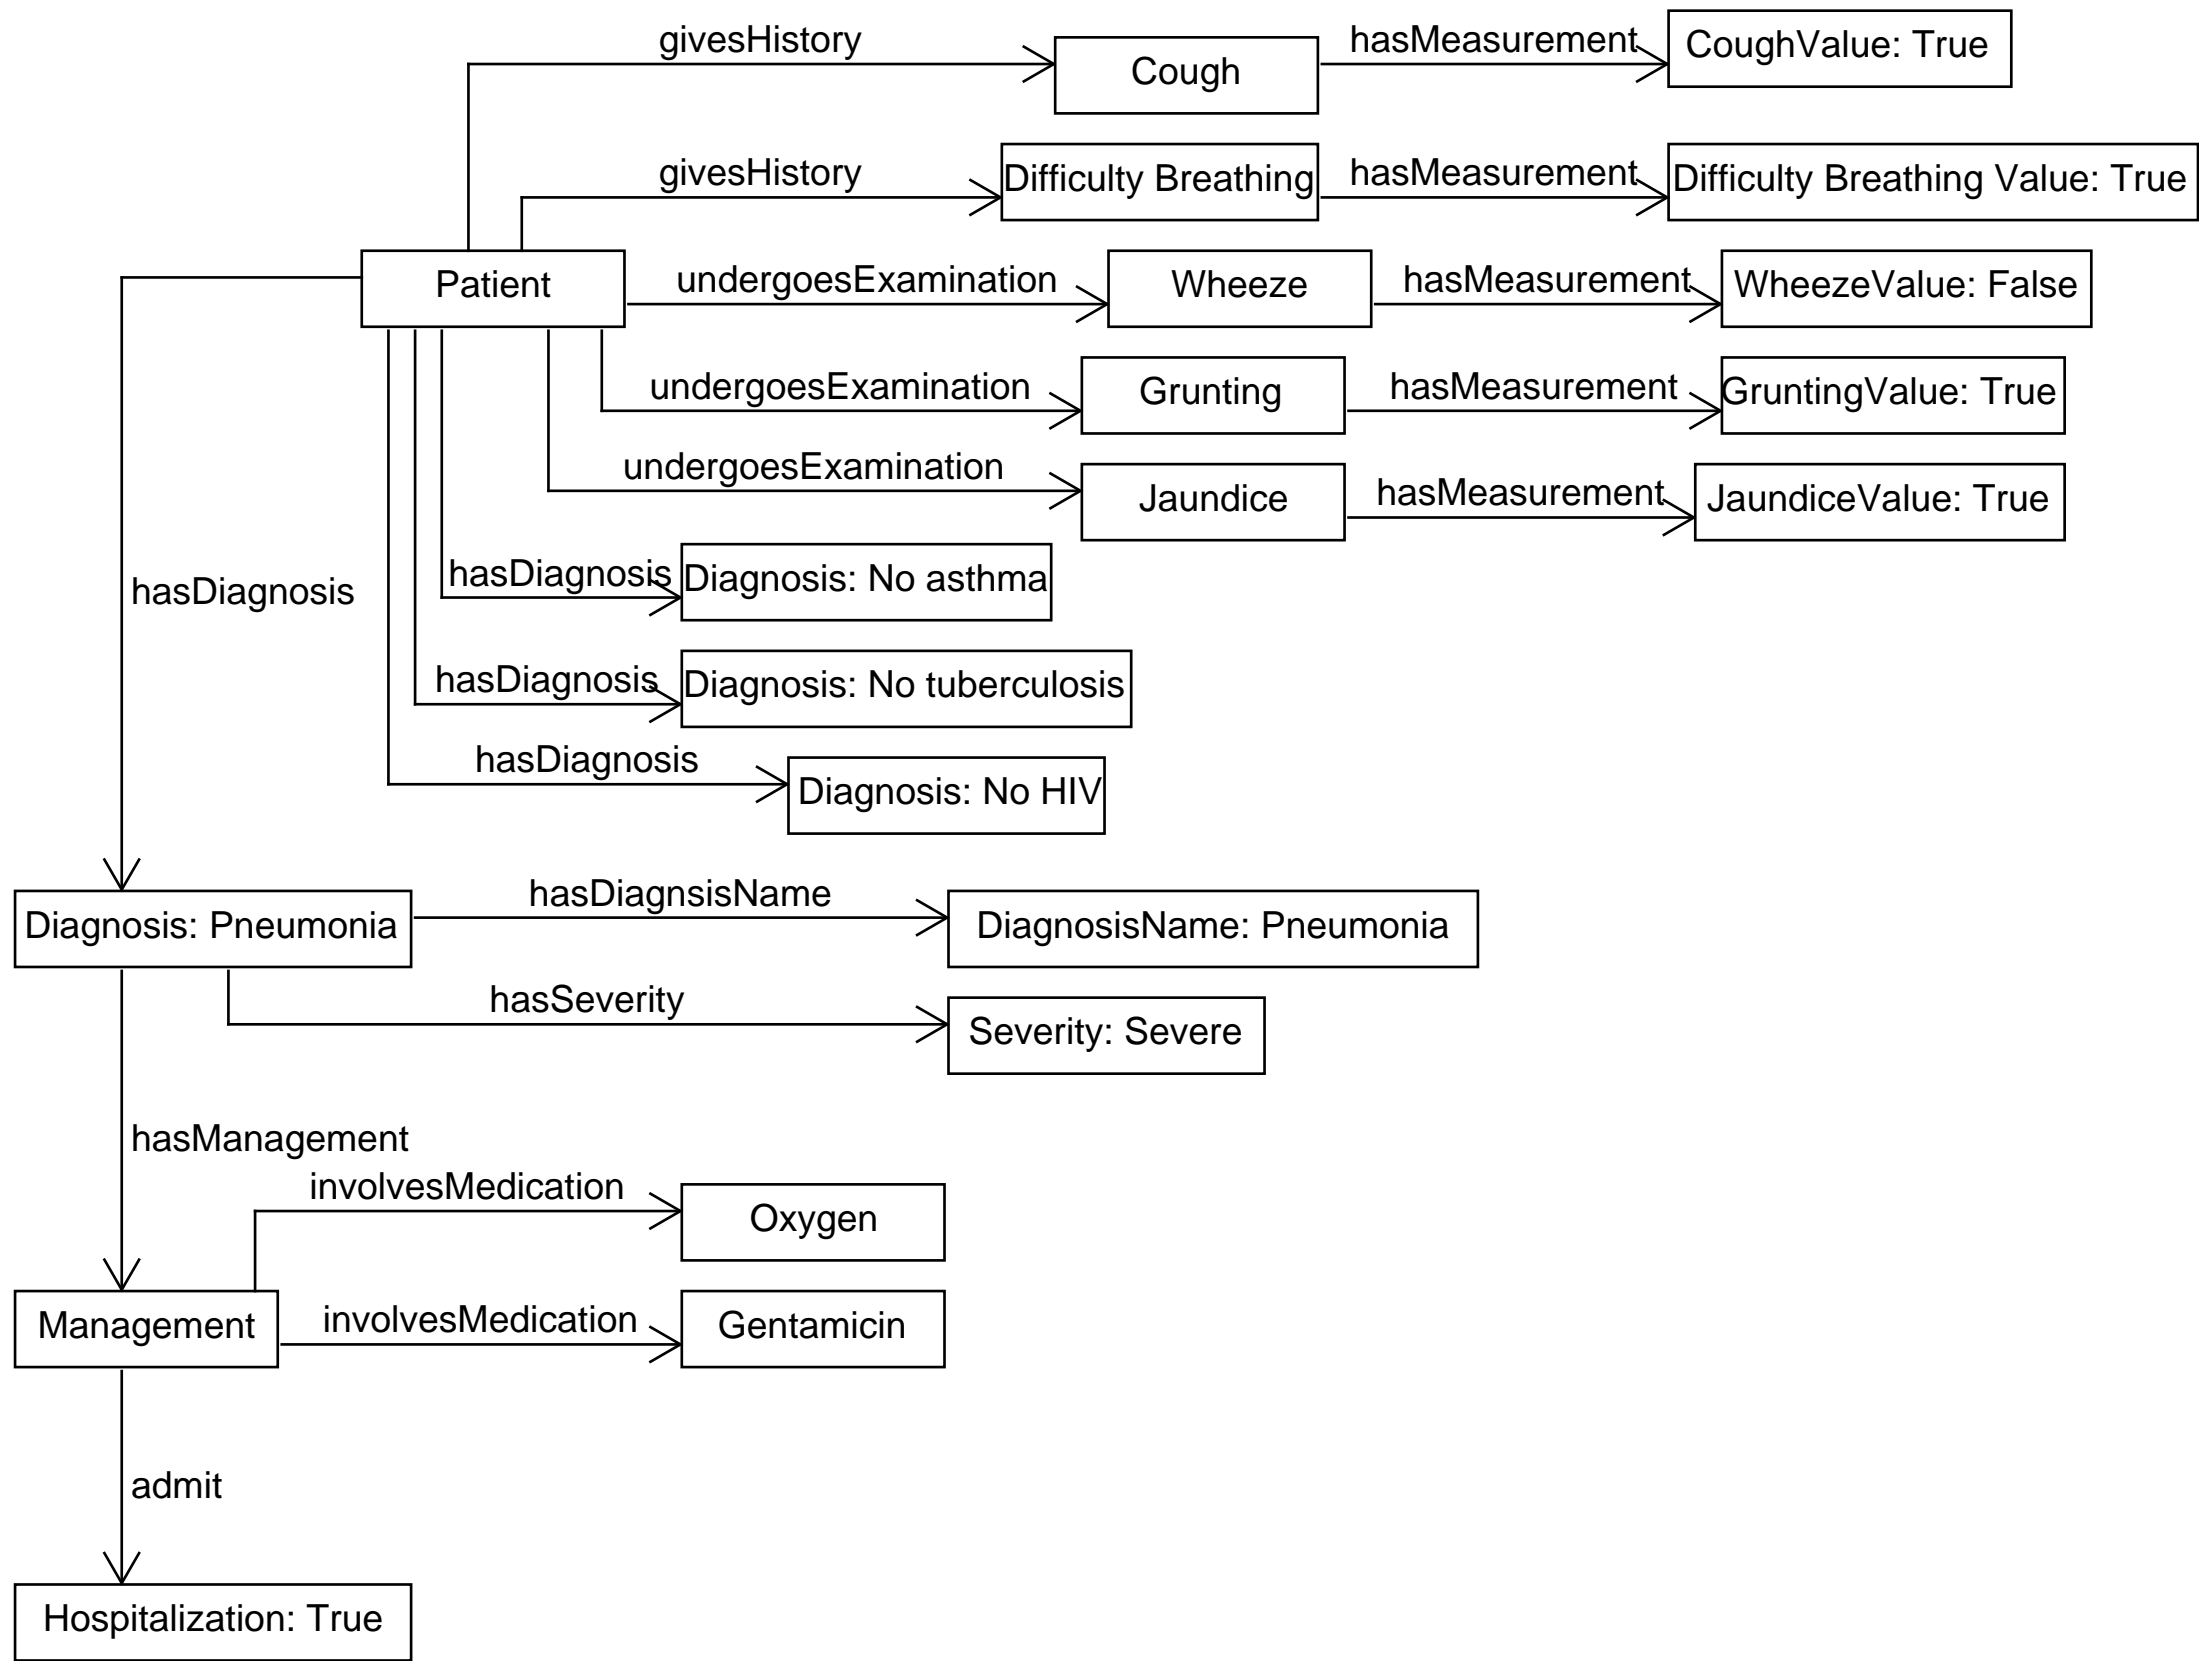 givesHistory
Cough
hasMeasurement
CoughValue: True
givesHistory
Difficulty Breathing
hasMeasurement
Difficulty Breathing Value: True
Patient
undergoesExamination
Wheeze
hasMeasurement
WheezeValue: False
undergoesExamination
Grunting
hasMeasurement
GruntingValue: True
undergoesExamination
Jaundice
hasMeasurement
JaundiceValue: True
hasDiagnosis
hasDiagnosis
Diagnosis: No asthma
hasDiagnosis
Diagnosis: No tuberculosis
hasDiagnosis
Diagnosis: No HIV
Diagnosis: Pneumonia
hasDiagnsisName
DiagnosisName: Pneumonia
hasSeverity
Severity: Severe
hasManagement
involvesMedication
Oxygen
Management
involvesMedication
Gentamicin
admit
Hospitalization: True